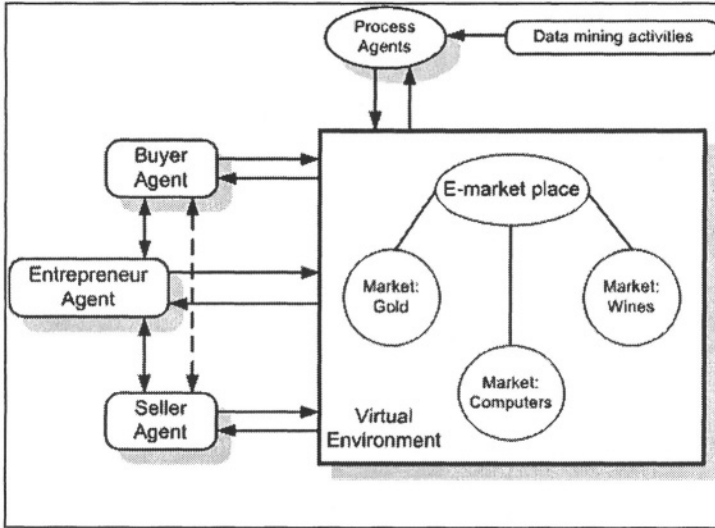 Process
Agents
Data mining activities
Buyer
Agent
E-market place
Entrepreneur
Agent
Market:
Gold
Market:
Wines
Market:
Computers
Seller
Agent
Virtual
Environment